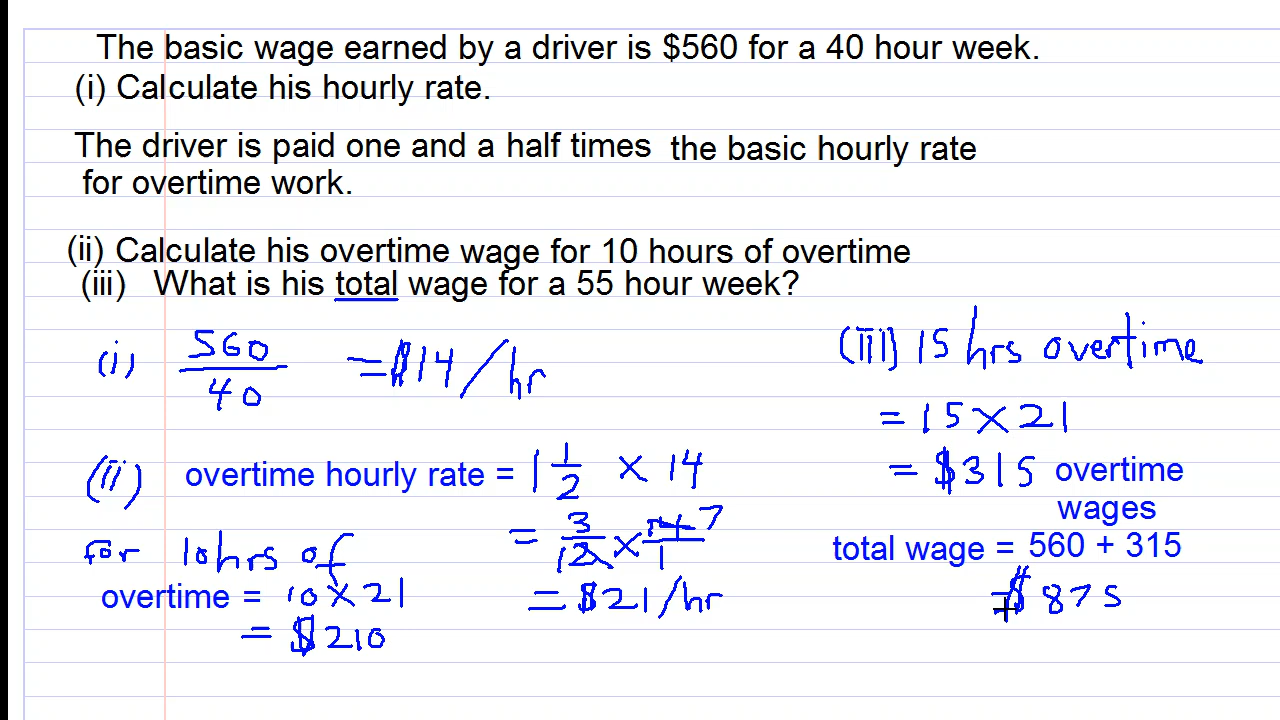 The basic wage earned by a driver is $560 for a 40 hour week.
(i) Calculate his hourly rate.
The driver is paid one and a half times the basic hourly rate
for overtime work.
(ii) Calculate his overtime wage for 10 hours of overtime
(iii) What is his total wage for a 55 hour week?
(i) 560/40 = $14/hr
(ii) overtime hourly rate = 1 1/2 × 14
= 3/2 × 14/1 7 1
= $21/hr
for 10hrs of
overtime = 10 × 21
= $210
(iii) 15 hrs overtime
= 15 × 21
= $315 overtime
wages
total wage = 560 + 315
= $875